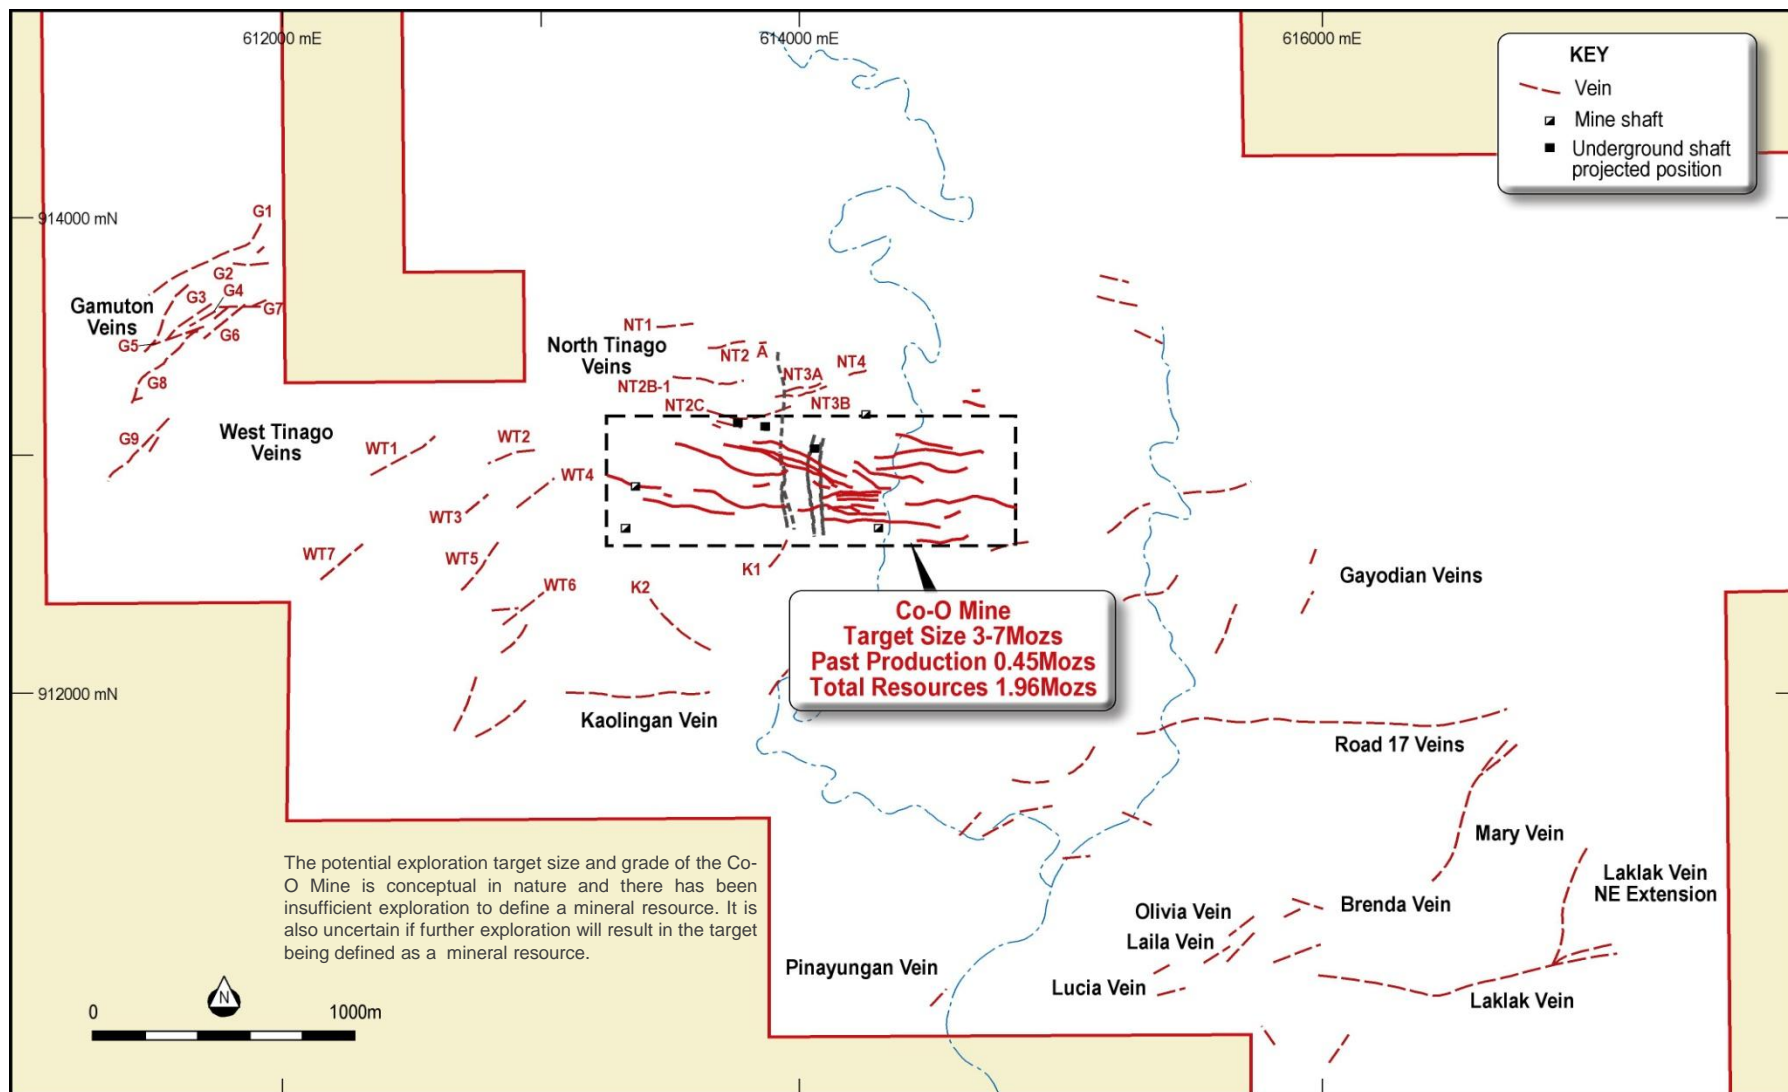 612000 mE
614000 mE
616000 mE
KEY
Vein
Mine shaft
Underground shaft
projected position
914000 mN
G1
G2
G3
G4
G7
Gamuton
Veins
G5
G6
G8
G9
NT1
North Tinago
Veins
NT2
A
NT3A
NT4
NT2B-1
NT2C
NT3B
West Tinago
Veins
WT1
WT2
WT4
WT3
WT7
WT5
WT6
K1
K2
Gayodian Veins
Co-O Mine
Target Size 3-7Mozs
Past Production 0.45Mozs
Total Resources 1.96Mozs
912000 mN
Kaolingan Vein
Road 17 Veins
Mary Vein
Laklak Vein
NE Extension
The potential exploration target size and grade of the Co-
O Mine is conceptual in nature and there has been
insufficient exploration to define a mineral resource. It is
also uncertain if further exploration will result in the target
being defined as a mineral resource.
Olivia Vein
Brenda Vein
Laila Vein
Pinayungan Vein
Lucia Vein
Laklak Vein
N
0
1000m